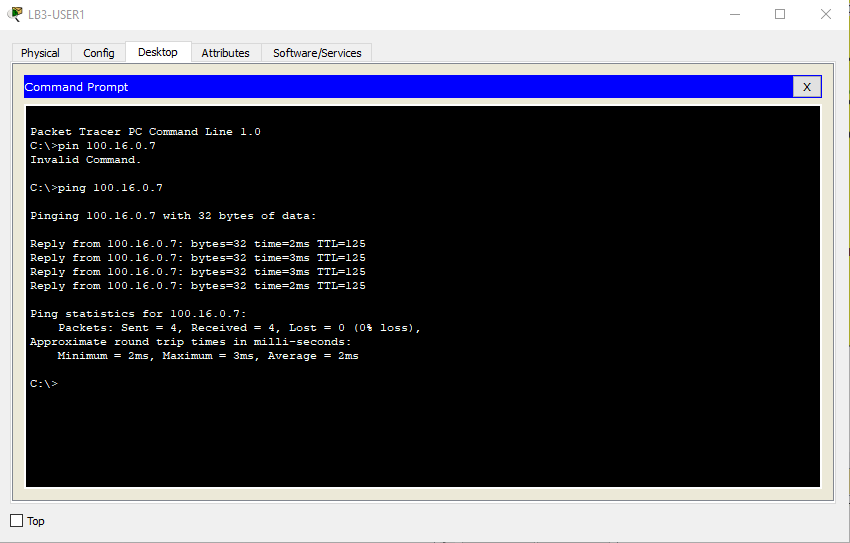 LB3-USER1
Physical Config Desktop Attributes Software/Services
Command Prompt X
Packet Tracer PC Command Line 1.0
C:\>pin 100.16.0.7
Invalid Command.
C:\>ping 100.16.0.7
Pinging 100.16.0.7 with 32 bytes of data:
Reply from 100.16.0.7: bytes=32 time=2ms TTL=125
Reply from 100.16.0.7: bytes=32 time=3ms TTL=125
Reply from 100.16.0.7: bytes=32 time=3ms TTL=125
Reply from 100.16.0.7: bytes=32 time=2ms TTL=125
Ping statistics for 100.16.0.7:
Packets: Sent = 4, Received = 4, Lost = 0 (0% loss),
Approximate round trip times in milli-seconds:
Minimum = 2ms, Maximum = 3ms, Average = 2ms
C:\>
Top